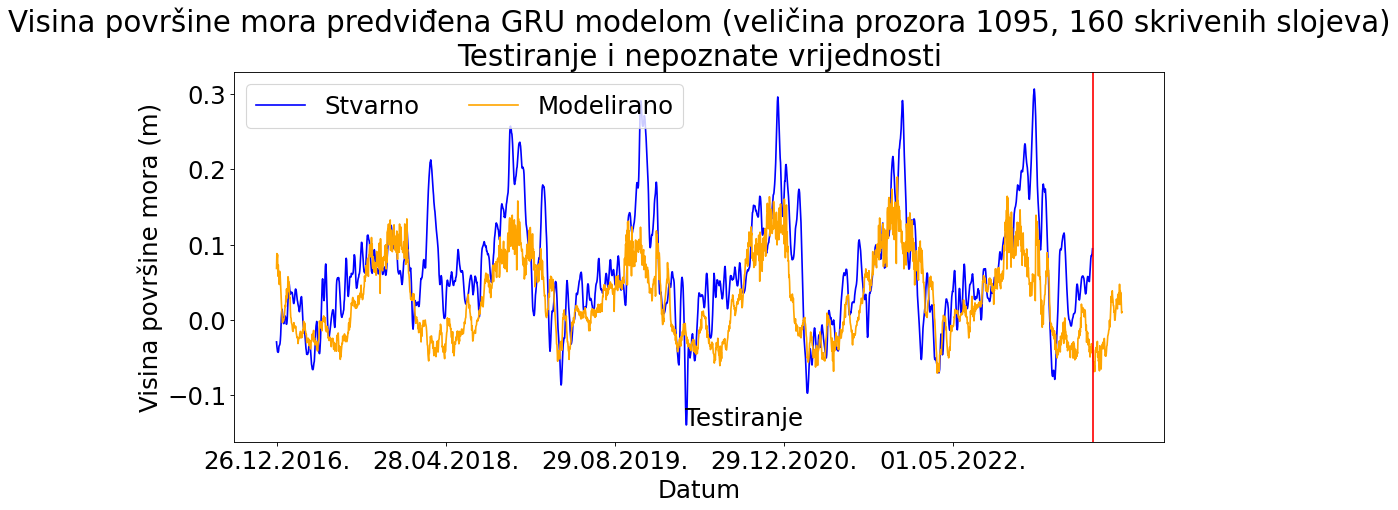 Visina površine mora predviđena GRU modelom (veličina prozora 1095, 160 skrivenih slojeva)
Testiranje i nepoznate vrijednosti
Stvarno
Modelirano
Visina površine mora (m)
0.3
0.2
0.1
0.0
−0.1
Testiranje
26.12.2016.
28.04.2018.
29.08.2019.
29.12.2020.
01.05.2022.
Datum